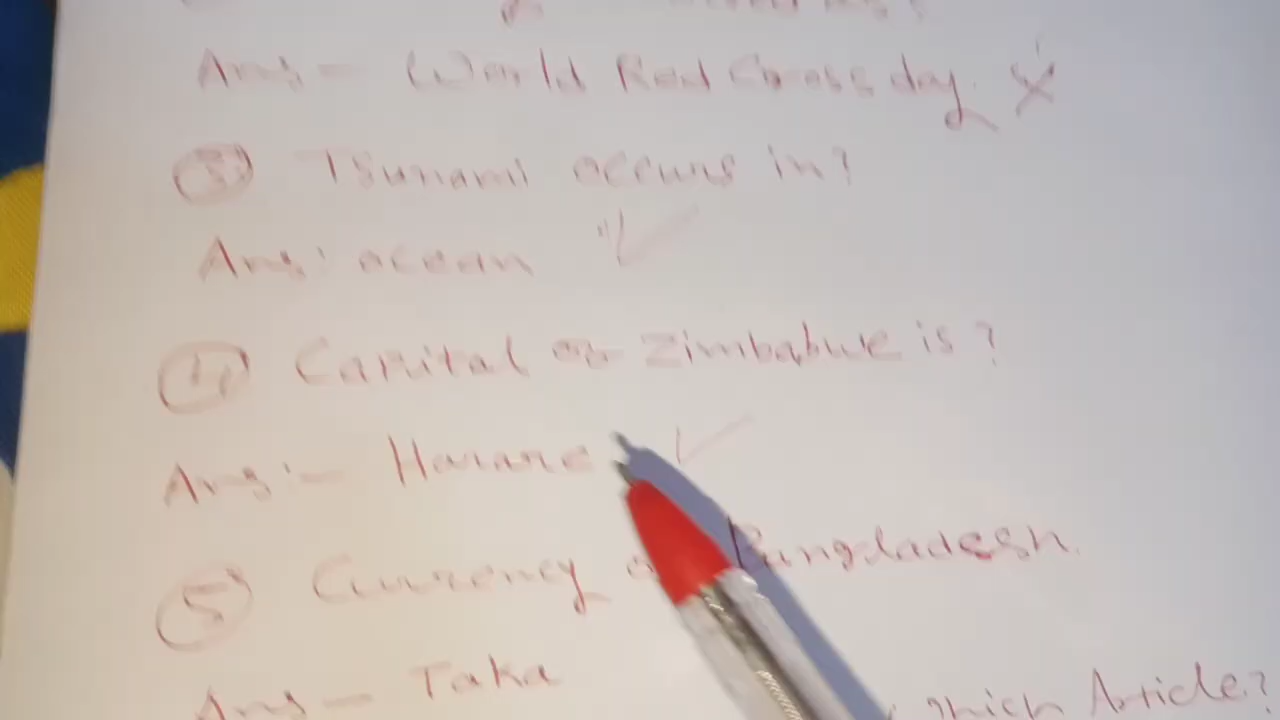 Ans - World Red Cross day.
③ Tsunami occurs in?
Ans: ocean
④ Capital of Zimbabwe is?
Ans:- Harare
⑤ Currency of Bangladesh.
Ans - Taka
which Article?